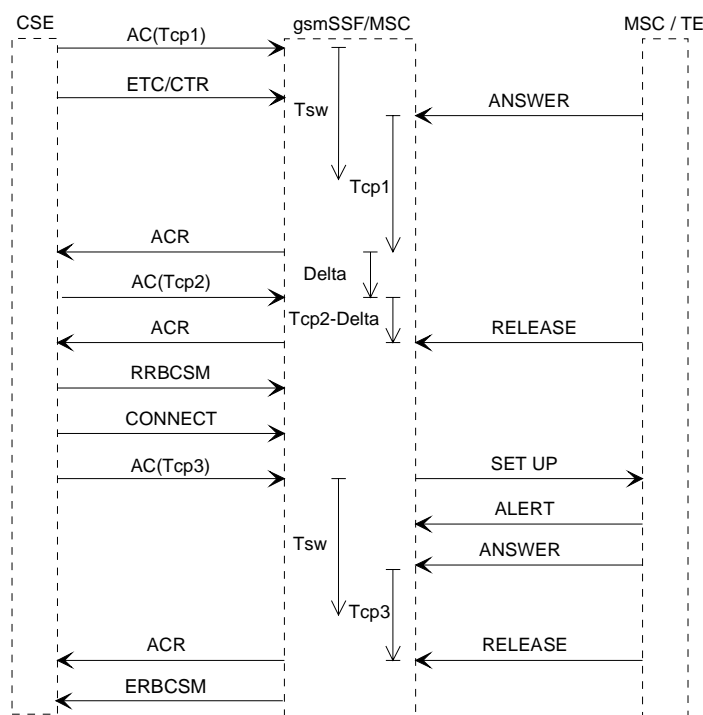 CSE
gsmSSF/MSC
MSC / TE
AC(Tcp1)
ETC/CTR
Tsw
ANSWER
Tcp1
ACR
Delta
AC(Tcp2)
Tcp2-Delta
ACR
RELEASE
RRBCSM
CONNECT
AC(Tcp3)
SET UP
ALERT
Tsw
ANSWER
Tcp3
ACR
RELEASE
ERBCSM